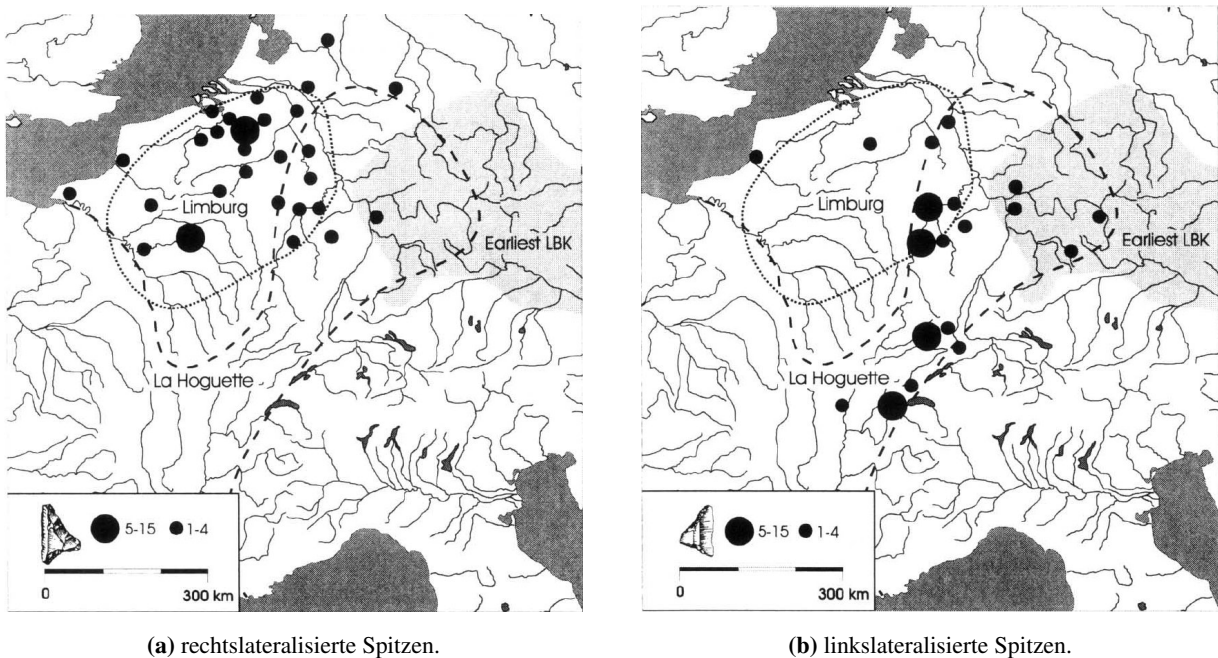 Limburg
Earliest LBK
La Hoguette
5-15 1-4
0 300 km
(a) rechtslateralisierte Spitzen.
Limburg
Earliest LBK
La Hoguette
5-15 1-4
0 300 km
(b) linkslateralisierte Spitzen.